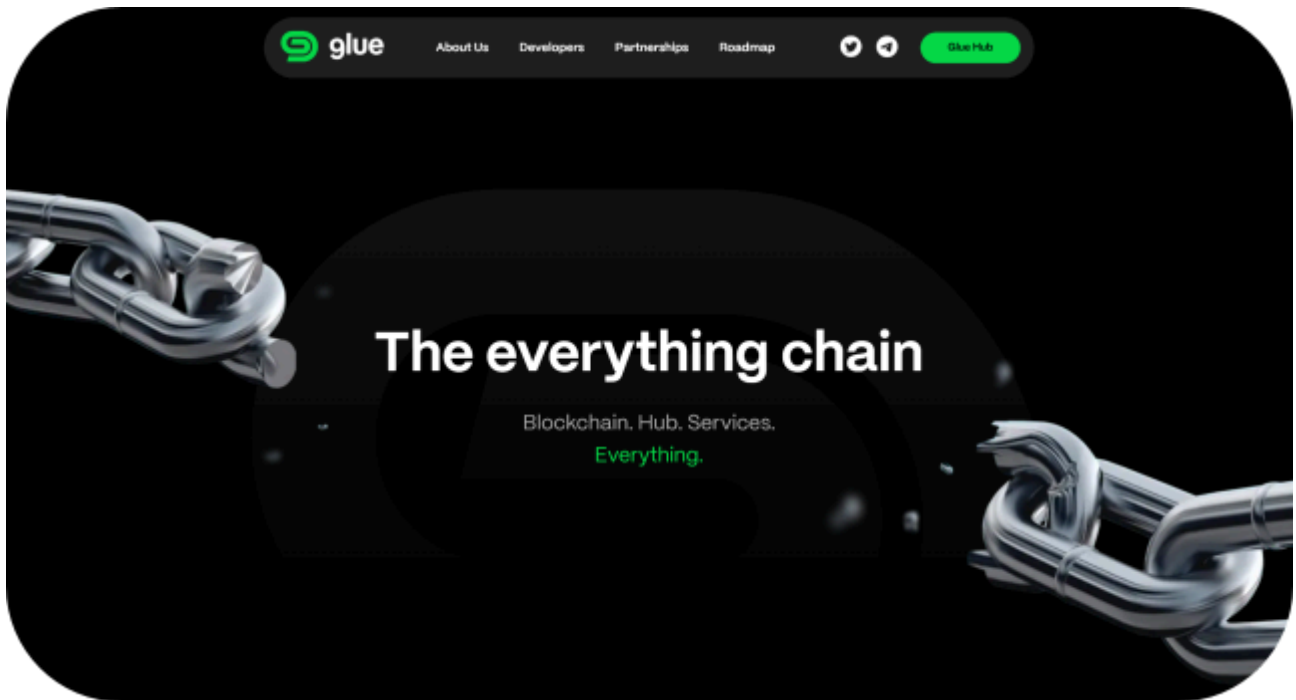 glue About Us Developers Partnerships Roadmap Glue Hub
The everything chain
Blockchain. Hub. Services.
Everything.